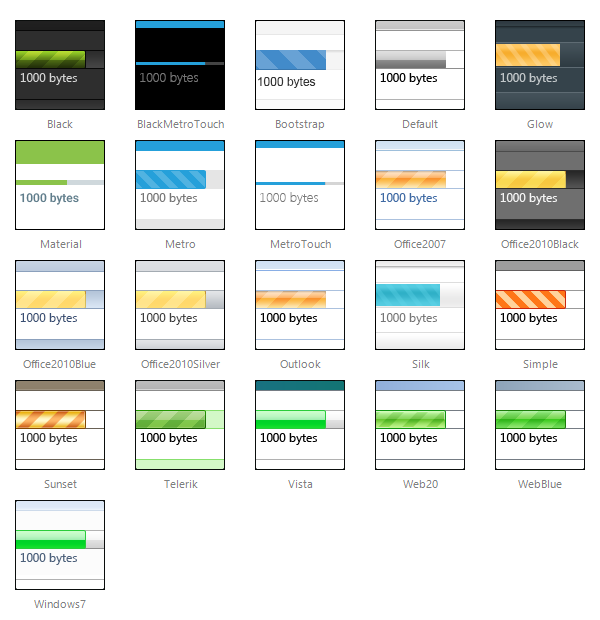 1000 bytes 1000 bytes 1000 bytes 1000 bytes 1000 bytes
Black BlackMetroTouch Bootstrap Default Glow
1000 bytes 1000 bytes 1000 bytes 1000 bytes 1000 bytes
Material Metro MetroTouch Office2007 Office2010Black
1000 bytes 1000 bytes 1000 bytes 1000 bytes 1000 bytes
Office2010Blue Office2010Silver Outlook Silk Simple
1000 bytes 1000 bytes 1000 bytes 1000 bytes 1000 bytes
Sunset Telerik Vista Web20 WebBlue
1000 bytes
Windows7